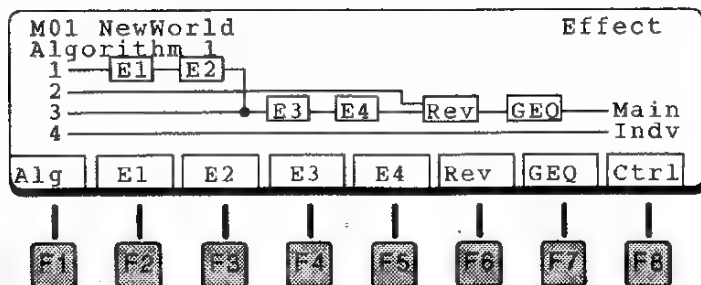 M01 NewWorld Effect
Algorithm 1
1 E1 E2
2
3 E3 E4 Rev GEQ Main
4 Indv
Alg E1 E2 E3 E4 Rev GEQ Ctrl
F1 F2 F3 F4 F5 F6 F7 F8